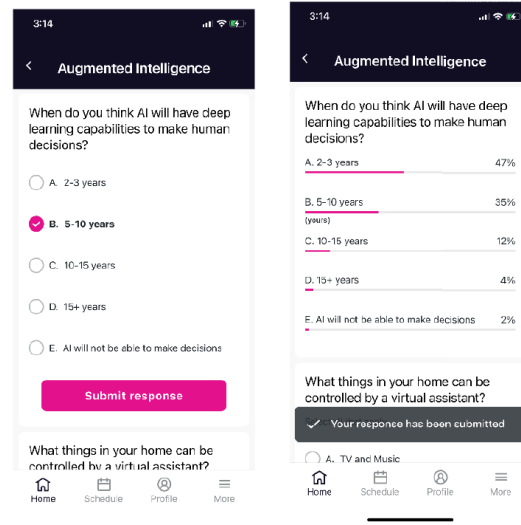 3:14
Augmented Intelligence
When do you think AI will have deep
learning capabilities to make human
decisions?
A. 2-3 years
B. 5-10 years
C. 10-15 years
D. 15+ years
E. AI will not be able to make decisions
Submit response
What things in your home can be
controlled by a virtual assistant?
Home Schedule Profile More
3:14
Augmented Intelligence
When do you think AI will have deep
learning capabilities to make human
decisions?
A. 2-3 years 47%
B. 5-10 years 35%
(yours)
C. 10-15 years 12%
D. 15+ years 4%
E. AI will not be able to make decisions 2%
What things in your home can be
controlled by a virtual assistant?
Your response has been submitted
A. TV and Music
Home Schedule Profile More